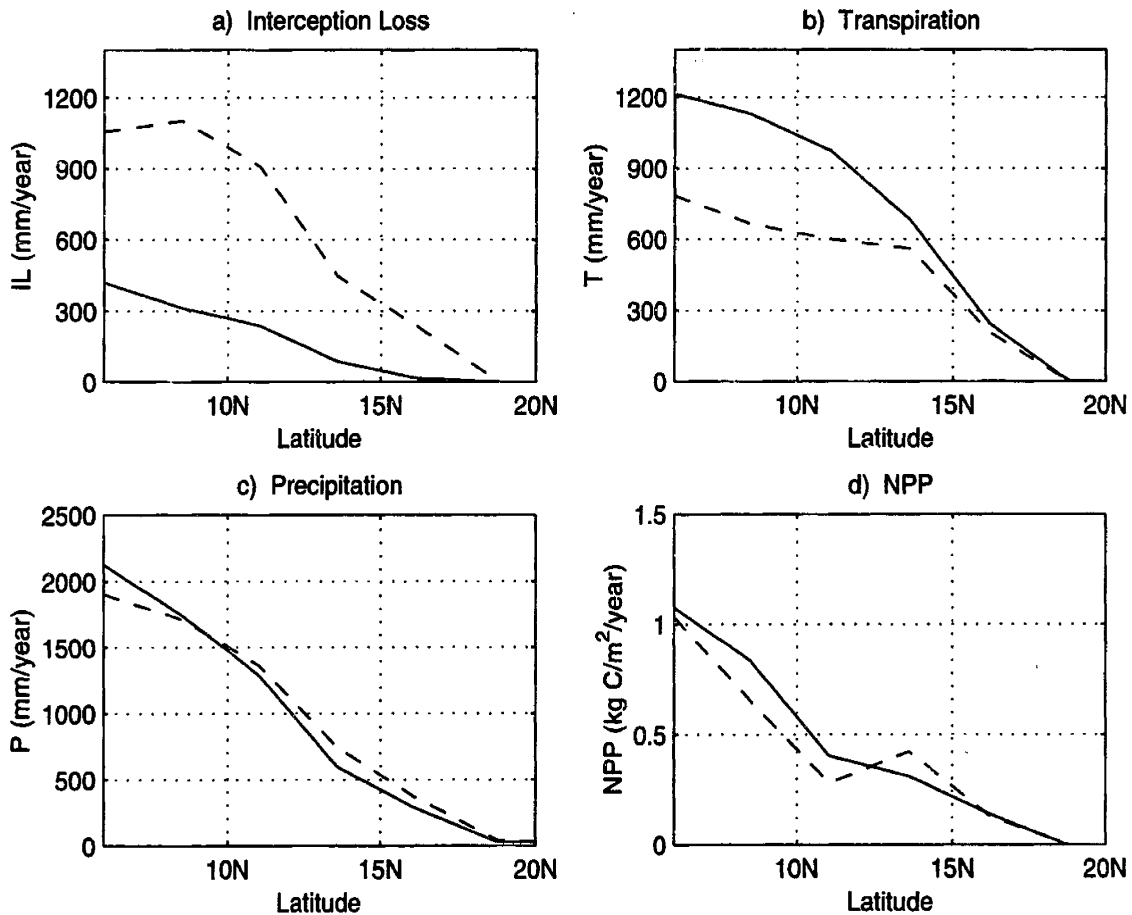 a) Interception Loss
IL (mm/year)
1200
900
600
300
0
10N 15N 20N
Latitude
b) Transpiration
T (mm/year)
1200
900
600
300
0
10N 15N 20N
Latitude
c) Precipitation
P (mm/year)
2500
2000
1500
1000
500
0
10N 15N 20N
Latitude
d) NPP
NPP (kg C/m²/year)
1.5
1
0.5
0
10N 15N 20N
Latitude